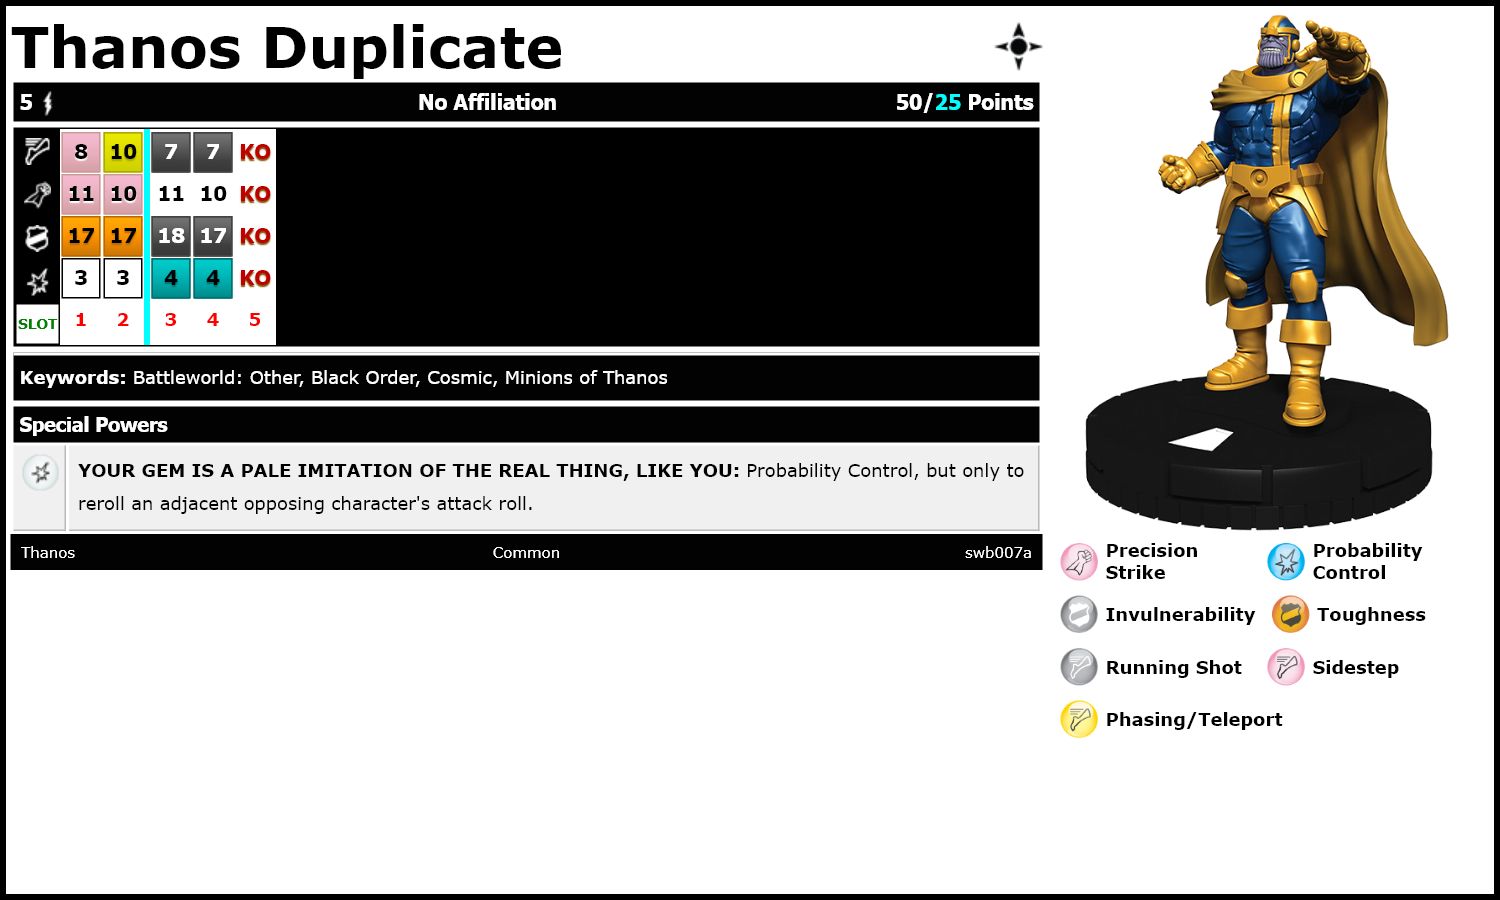 Thanos Duplicate
5 No Affiliation 50/25 Points
8 10 7 7 KO
11 10 11 10 KO
17 17 18 17 KO
3 3 4 4 KO
SLOT 1 2 3 4 5
Keywords: Battleworld: Other, Black Order, Cosmic, Minions of Thanos
Special Powers
YOUR GEM IS A PALE IMITATION OF THE REAL THING, LIKE YOU: Probability Control, but only to
reroll an adjacent opposing character's attack roll.
Thanos Common swb007a
Precision
Strike
Probability
Control
Invulnerability Toughness
Running Shot Sidestep
Phasing/Teleport